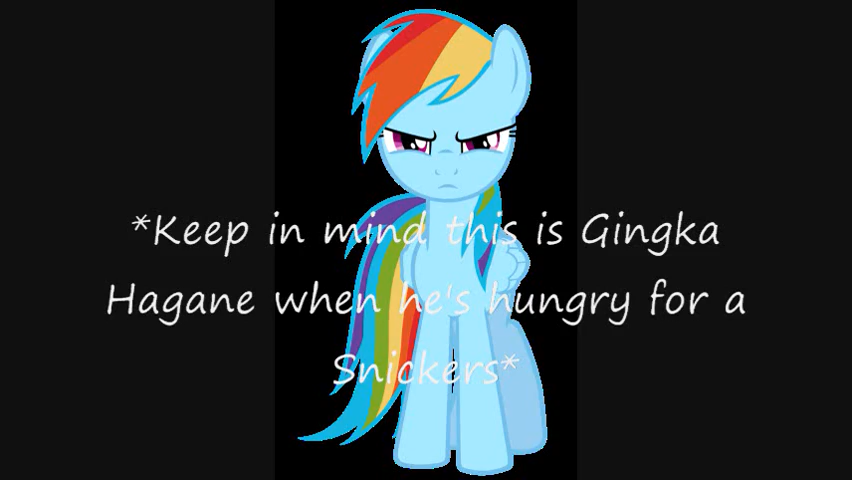 *Keep in mind this is Gingka
Hagane when he's hungry for a
Snickers*